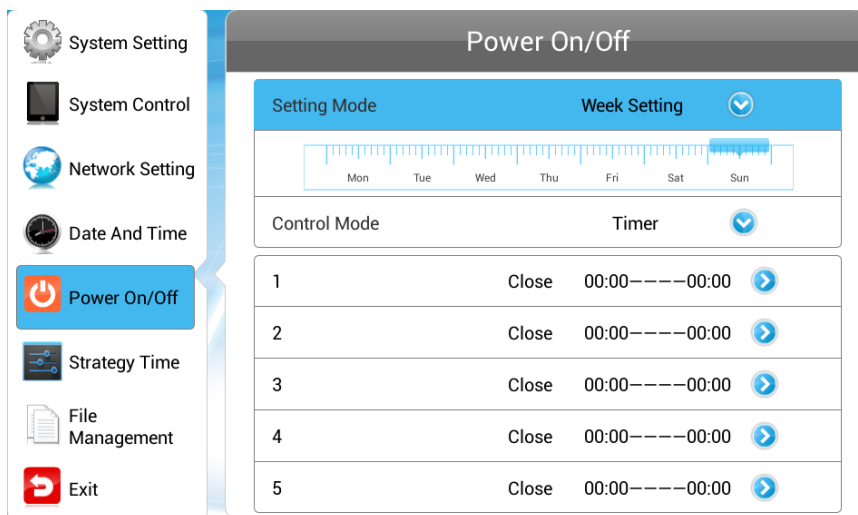 System Setting
System Control
Network Setting
Date And Time
Power On/Off
Strategy Time
File
Management
Exit
Power On/Off
Setting Mode Week Setting
Mon Tue Wed Thu Fri Sat Sun
Control Mode Timer
1 Close 00:00----00:00
2 Close 00:00----00:00
3 Close 00:00----00:00
4 Close 00:00----00:00
5 Close 00:00----00:00